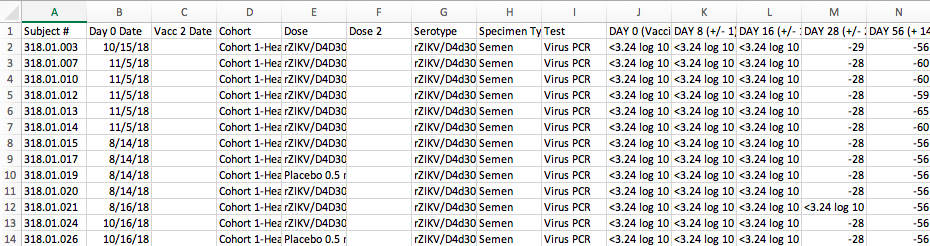 A B C D E F G H I J K L M N
1 Subject # Day 0 Date Vacc 2 Date Cohort Dose Dose 2 Serotype Specimen Ty Test DAY 0 (Vacci DAY 8 (+/- 1) DAY 16 (+/- DAY 28 (+/- DAY 56 (+ 14
2 318.01.003 10/15/18 Cohort 1-Hea rZIKV/D4D30 rZIKV/D4d30 Semen Virus PCR <3.24 log 10 <3.24 log 10 <3.24 log 10 -29 -56
3 318.01.007 11/5/18 Cohort 1-Hea rZIKV/D4D30 rZIKV/D4d30 Semen Virus PCR <3.24 log 10 <3.24 log 10 <3.24 log 10 -28 -60
4 318.01.010 11/5/18 Cohort 1-Hea rZIKV/D4D30 rZIKV/D4d30 Semen Virus PCR <3.24 log 10 <3.24 log 10 <3.24 log 10 -28 -60
5 318.01.012 11/5/18 Cohort 1-Hea rZIKV/D4D30 rZIKV/D4d30 Semen Virus PCR <3.24 log 10 <3.24 log 10 <3.24 log 10 -28 -59
6 318.01.013 11/5/18 Cohort 1-Hea rZIKV/D4D30 rZIKV/D4d30 Semen Virus PCR <3.24 log 10 <3.24 log 10 <3.24 log 10 -28 -65
7 318.01.014 11/5/18 Cohort 1-Hea rZIKV/D4D30 rZIKV/D4d30 Semen Virus PCR <3.24 log 10 <3.24 log 10 <3.24 log 10 -28 -60
8 318.01.015 8/14/18 Cohort 1-Hea rZIKV/D4D30 rZIKV/D4d30 Semen Virus PCR <3.24 log 10 <3.24 log 10 <3.24 log 10 -28 -56
9 318.01.017 8/14/18 Cohort 1-Hea rZIKV/D4D30 rZIKV/D4d30 Semen Virus PCR <3.24 log 10 <3.24 log 10 <3.24 log 10 -28 -56
10 318.01.019 8/14/18 Cohort 1-Hea Placebo 0.5 r rZIKV/D4d30 Semen Virus PCR <3.24 log 10 <3.24 log 10 <3.24 log 10 -28 -56
11 318.01.020 8/14/18 Cohort 1-Hea rZIKV/D4D30 rZIKV/D4d30 Semen Virus PCR <3.24 log 10 <3.24 log 10 <3.24 log 10 -28 -56
12 318.01.021 8/16/18 Cohort 1-Hea rZIKV/D4D30 rZIKV/D4d30 Semen Virus PCR <3.24 log 10 <3.24 log 10 <3.24 log 10 <3.24 log 10 -56
13 318.01.024 10/16/18 Cohort 1-Hea rZIKV/D4D30 rZIKV/D4d30 Semen Virus PCR <3.24 log 10 <3.24 log 10 <3.24 log 10 -28 -56
14 318.01.026 10/16/18 Cohort 1-Hea Placebo 0.5 r rZIKV/D4d30 Semen Virus PCR <3.24 log 10 <3.24 log 10 <3.24 log 10 -28 -56